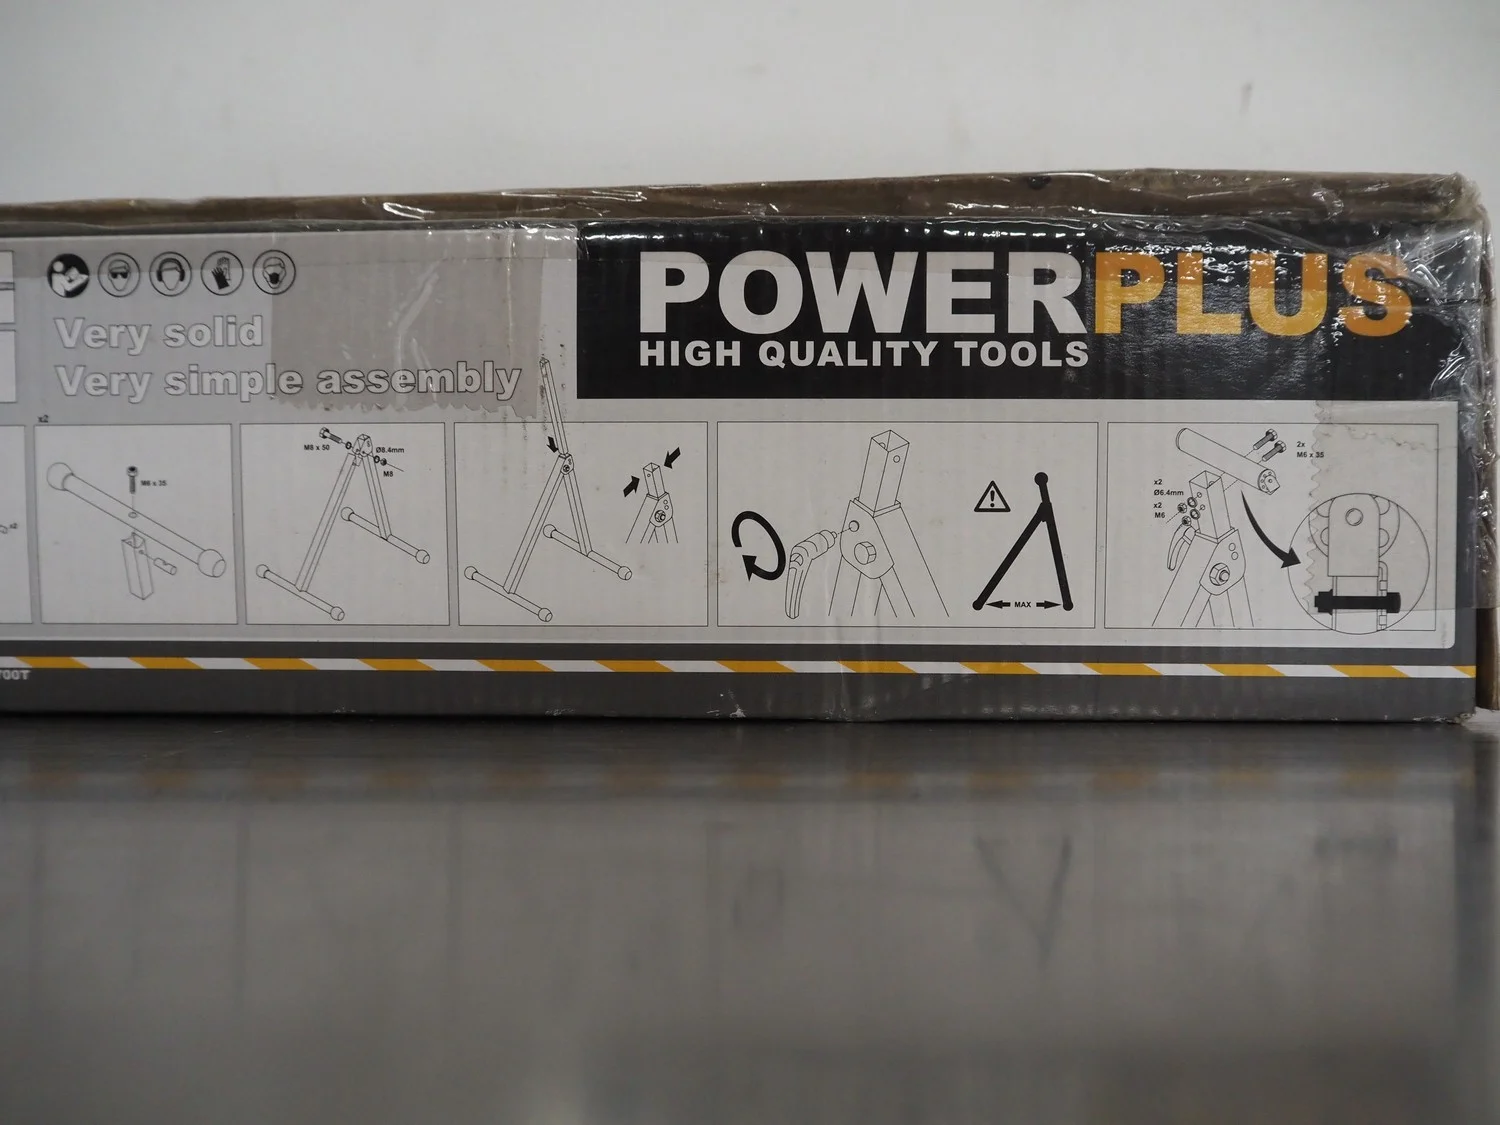 POWERPLUS
HIGH QUALITY TOOLS
Very solid
Very simple assembly
x2
x2
M6 x 35
M8 x 50
Ø8.4mm
M8
MAX
2x
M6 x 35
x2
Ø6.4mm
x2
M6